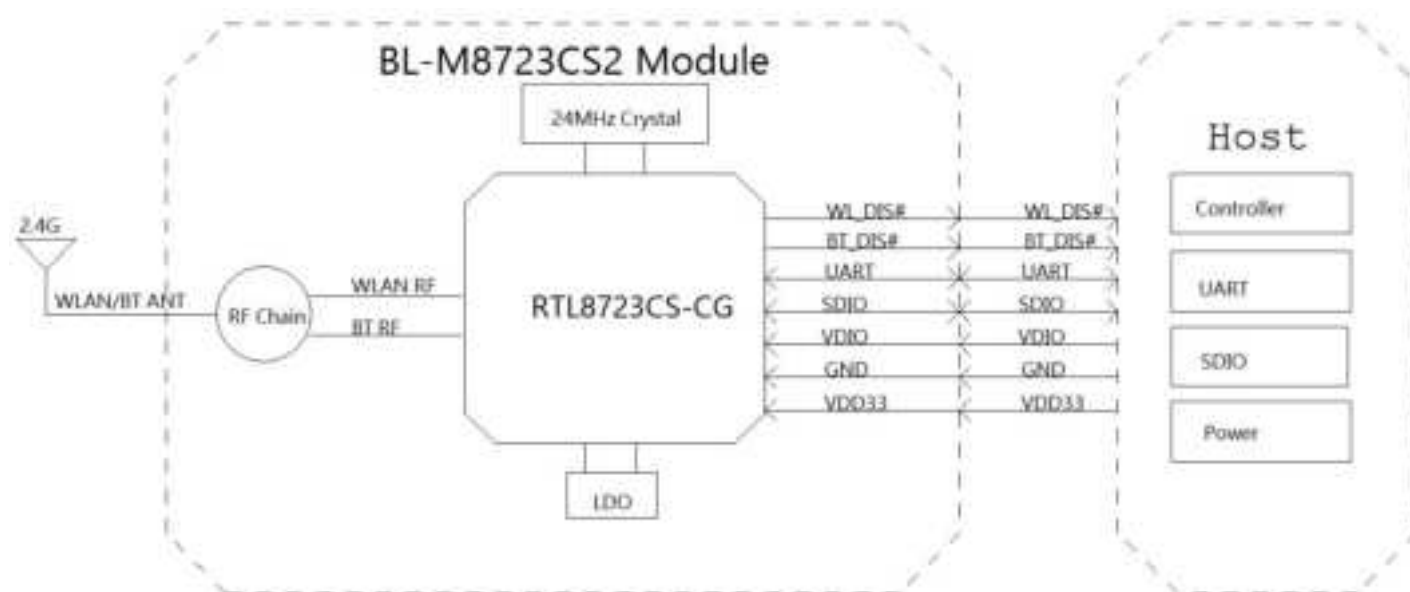 BL-M8723CS2 Module
24MHz Crystal
Host
Controller
2.4G
WL_DIS# WL_DIS#
BT_DIS# BT_DIS#
UART UART
WLAN/BT ANT
RF Chain
WLAN RF
BT RF
RTL8723CS-CG
SDIO SDIO
UART
VDIO VDIO
GND GND
SDIO
VDD33 VDD33
Power
LDO